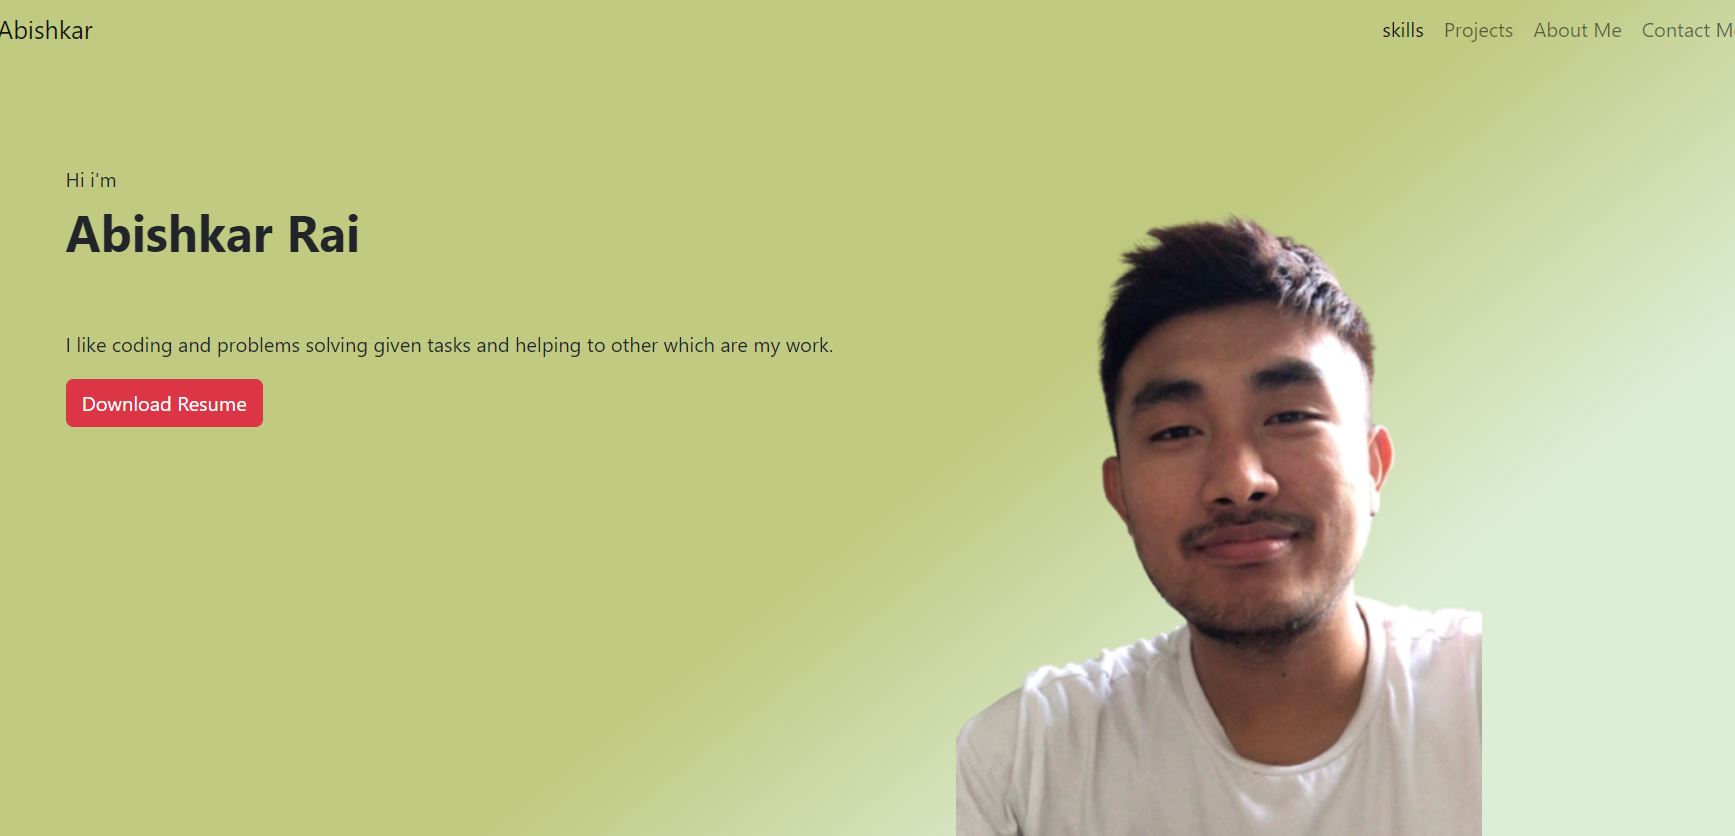 Abishkar
skills Projects About Me Contact M
Hi i'm
Abishkar Rai
I like coding and problems solving given tasks and helping to other which are my work.
Download Resume